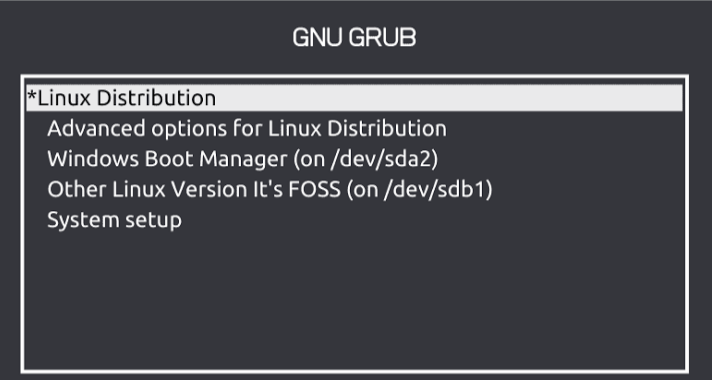 GNU GRUB
*Linux Distribution
Advanced options for Linux Distribution
Windows Boot Manager (on /dev/sda2)
Other Linux Version It's FOSS (on /dev/sdb1)
System setup